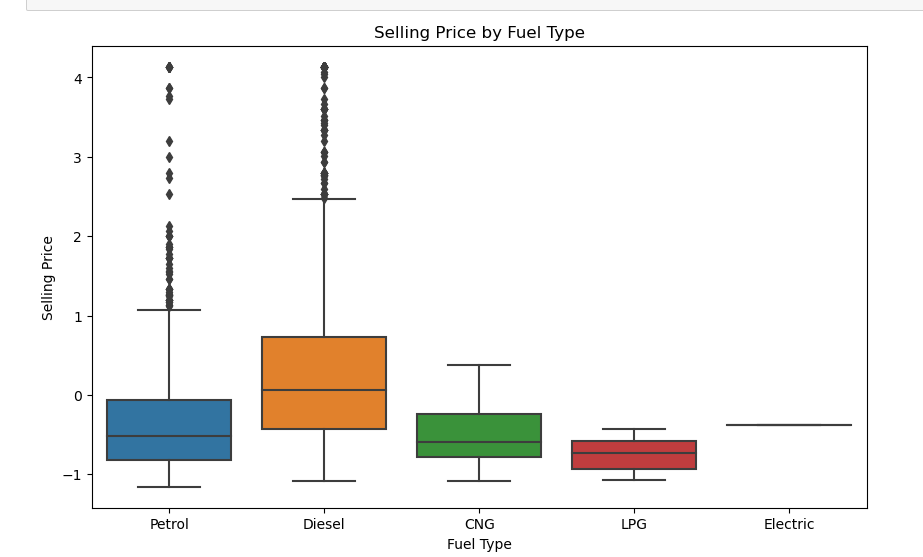 Selling Price by Fuel Type
4
3
2
1
0
−1
Selling Price
Petrol
Diesel
CNG
LPG
Electric
Fuel Type